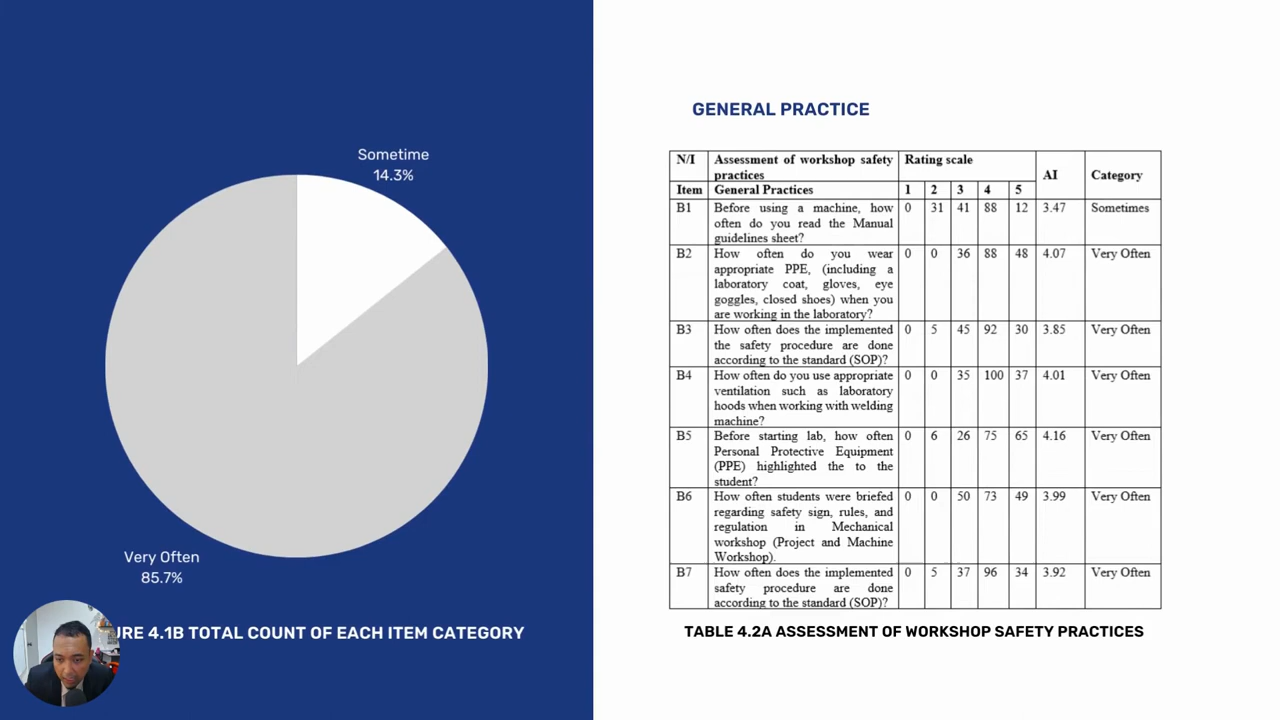 Sometime
14.3%
Very Often
85.7%
URE 4.1B TOTAL COUNT OF EACH ITEM CATEGORY
GENERAL PRACTICE
N/I Assessment of workshop safety practices Rating scale AI Category
Item General Practices 1 2 3 4 5
B1 Before using a machine, how 0 31 41 88 12 3.47 Sometimes
often do you read the Manual
guidelines sheet?
B2 How often do you wear 0 0 36 88 48 4.07 Very Often
appropriate PPE, (including a
laboratory coat, gloves, eye
goggles, closed shoes) when you
are working in the laboratory?
B3 How often does the implemented 0 5 45 92 30 3.85 Very Often
the safety procedure are done
according to the standard (SOP)?
B4 How often do you use appropriate 0 0 35 100 37 4.01 Very Often
ventilation such as laboratory
hoods when working with welding
machine?
B5 Before starting lab, how often 0 6 26 75 65 4.16 Very Often
Personal Protective Equipment
(PPE) highlighted the to the
student?
B6 How often students were briefed 0 0 50 73 49 3.99 Very Often
regarding safety sign, rules, and
regulation in Mechanical
workshop (Project and Machine
Workshop).
B7 How often does the implemented 0 5 37 96 34 3.92 Very Often
safety procedure are done
according to the standard (SOP)?
TABLE 4.2A ASSESSMENT OF WORKSHOP SAFETY PRACTICES